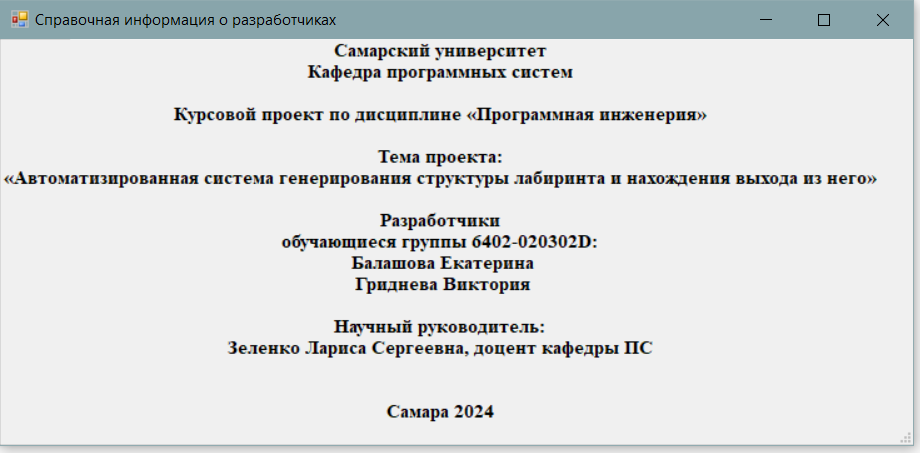 Справочная информация о разработчиках
Самарский университет
Кафедра программных систем
Курсовой проект по дисциплине «Программная инженерия»
Тема проекта:
«Автоматизированная система генерирования структуры лабиринта и нахождения выхода из него»
Разработчики
обучающиеся группы 6402-020302D:
Балашова Екатерина
Гриднева Виктория
Научный руководитель:
Зеленко Лариса Сергеевна, доцент кафедры ПС
Самара 2024